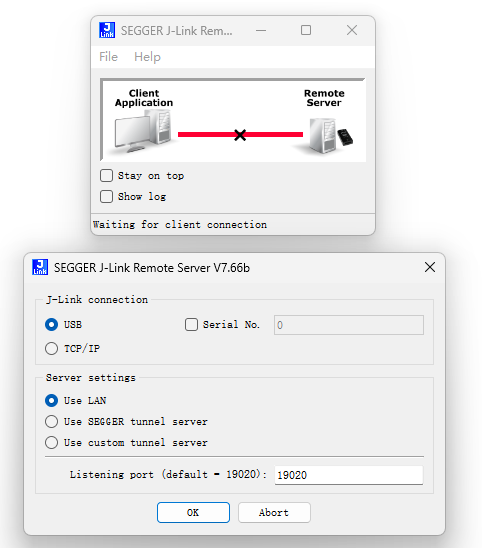 J
Link
SEGGER J-Link Rem...
File Help
Client
Application
Remote
Server
Stay on top
Show log
Waiting for client connection
J
Link
SEGGER J-Link Remote Server V7.66b
J-Link connection
USB
Serial No.
0
TCP/IP
Server settings
Use LAN
Use SEGGER tunnel server
Use custom tunnel server
Listening port (default = 19020):
19020
OK
Abort